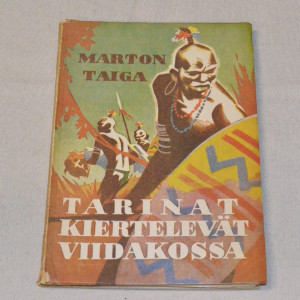 MARTON
TAIGA
TARINAT
KIERTELEVÄT
VIIDAKOSSA